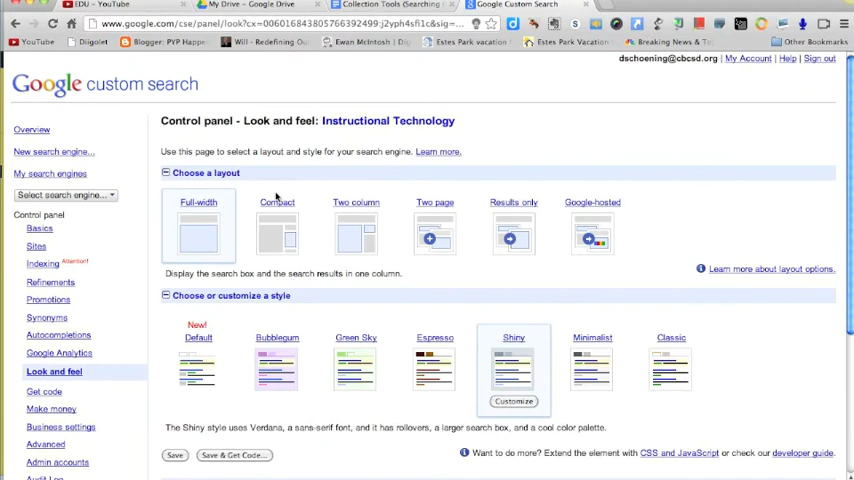 EDU - YouTube
My Drive - Google Drive
Collection Tools (Searching
Google Custom Search
www.google.com/cse/panel/look?cx=006016843805766392499:j2yph4sfi1c&sig=...
YouTube
Diigolet
Blogger: PYP Happen
Will - Redefining Ou
Ewan McIntosh | Dig
Estes Park vacation
Estes Park Vacation
Breaking News & To
Other Bookmarks
dschoening@cbcsd.org | My Account | Help | Sign out
Google custom search
Control panel - Look and feel: Instructional Technology
Overview
New search engine...
My search engines
Select search engine...
Control panel
Basics
Sites
Indexing Attention!
Refinements
Promotions
Synonyms
Autocompletions
Google Analytics
Look and feel
Get code
Make money
Business settings
Advanced
Admin accounts
Audit Log
Use this page to select a layout and style for your search engine. Learn more.
Choose a layout
Full-width
Compact
Two column
Two page
Results only
Google-hosted
Display the search box and the search results in one column.
Learn more about layout options.
Choose or customize a style
New!
Default
Bubblegum
Green Sky
Espresso
Shiny
Minimalist
Classic
Customize
The Shiny style uses Verdana, a sans-serif font, and it has rollovers, a larger search box, and a cool color palette.
Save
Save & Get Code...
Want to do more? Extend the element with CSS and JavaScript or check our developer guide.